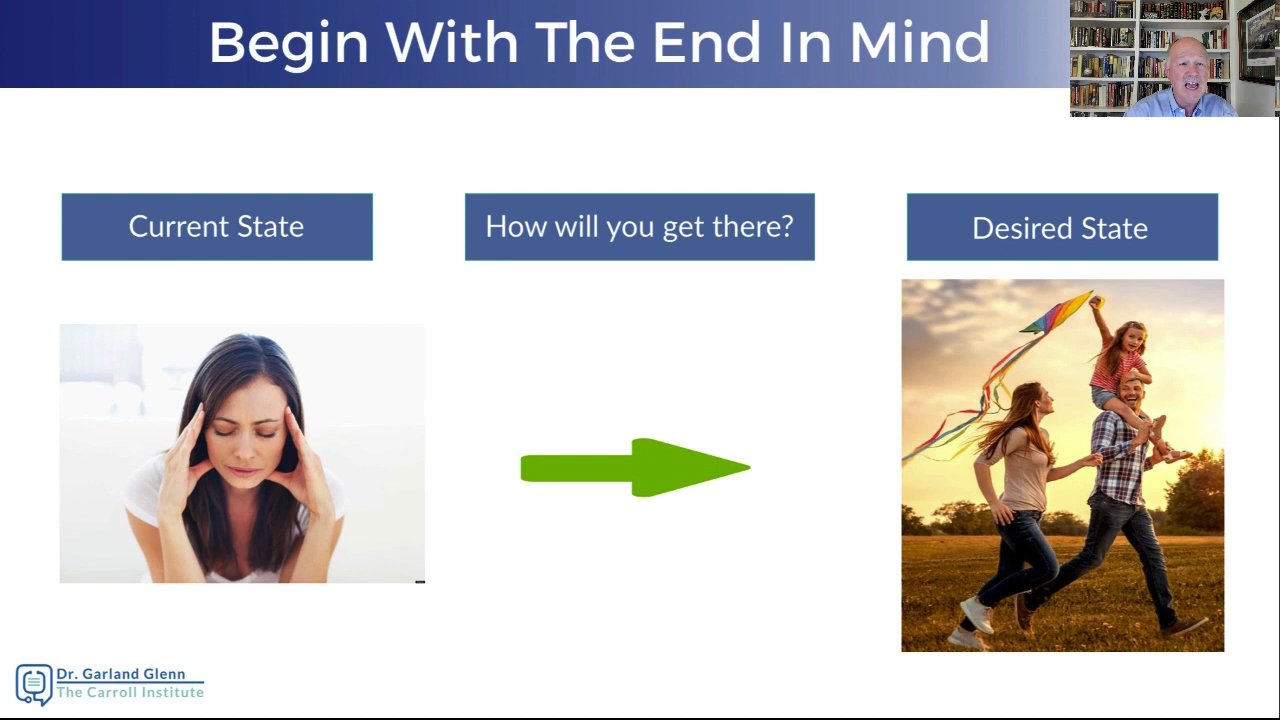 Begin With The End In Mind
Current State
How will you get there?
Desired State
Dr. Garland Glenn
The Carroll Institute